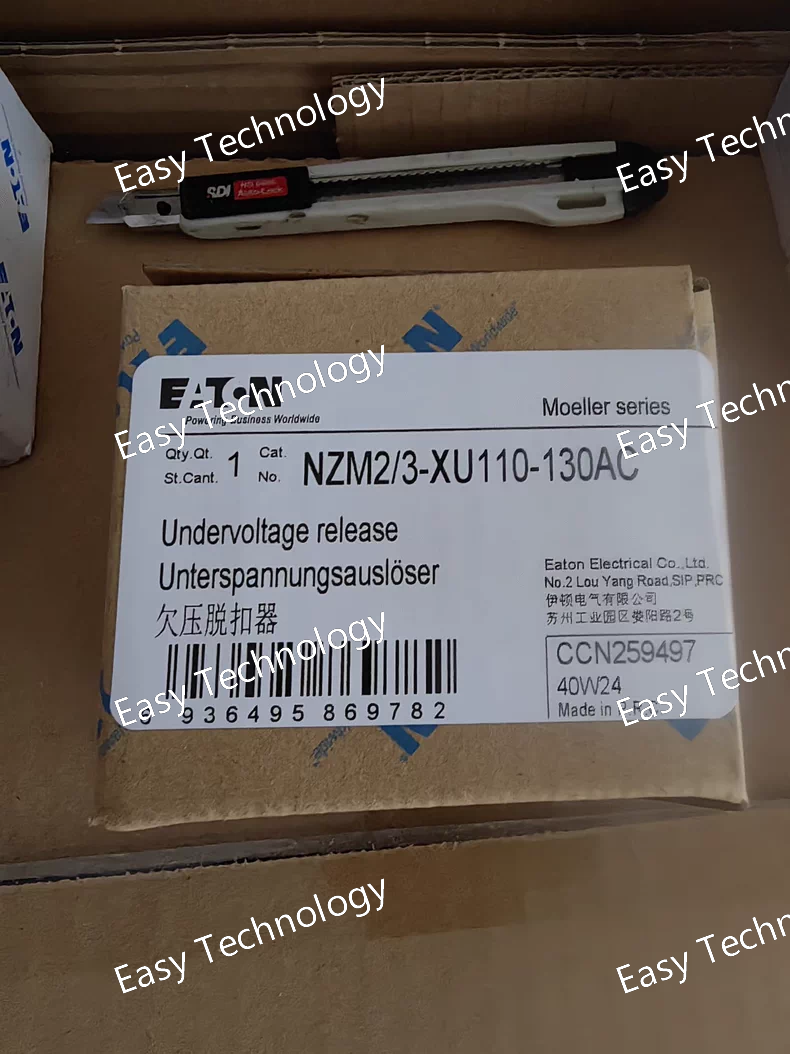 Easy Technology
Easy Techn
EATON
SDI
EATON
Powering Business Worldwide
Moeller series
Easy Technology
Easy Techn
Qty.Qt.
St.Cant.
1
Cat.
No.
NZM2/3-XU110-130AC
Undervoltage release
Unterspannungsauslöser
欠压脱扣器
Eaton Electrical Co.,Ltd.
No.2 Lou Yang Road,SIP,PRC
伊顿电气有限公司
苏州工业园区娄阳路2号
Easy Technology
Easy Techn
CCN259497
40W24
Made in P.R.C
6 936495 869782
Easy Technology
Easy Techn